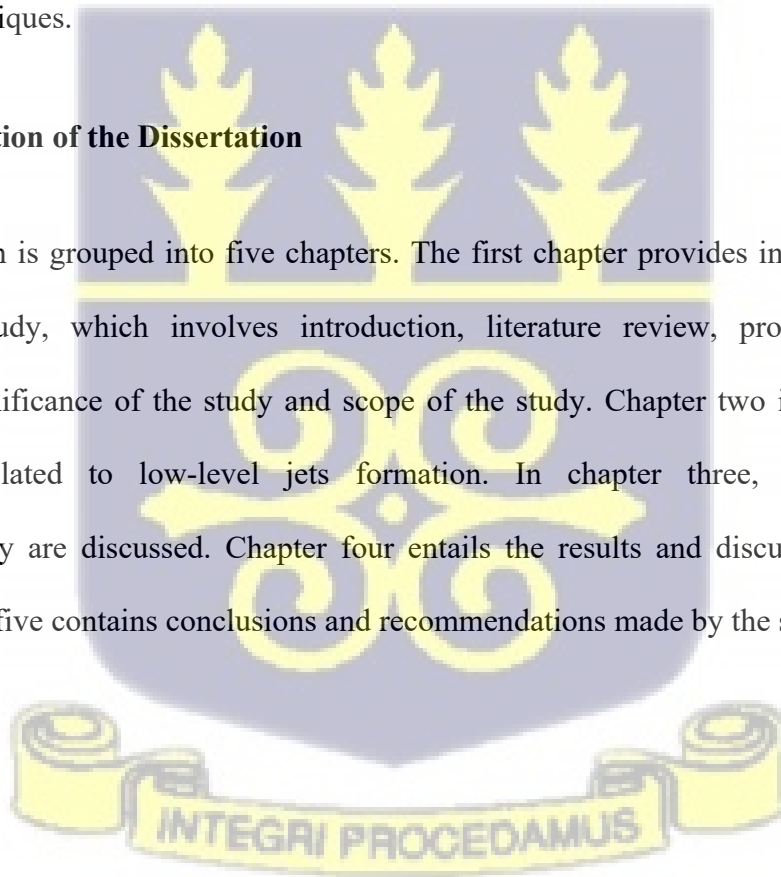 iques.
tion of the Dissertation
n is grouped into five chapters. The first chapter provides in
udy, which involves introduction, literature review, pro
nificance of the study and scope of the study. Chapter two i
lated to low-level jets formation. In chapter three,
y are discussed. Chapter four entails the results and discu
five contains conclusions and recommendations made by the s
INTEGRI PROCEDAMUS